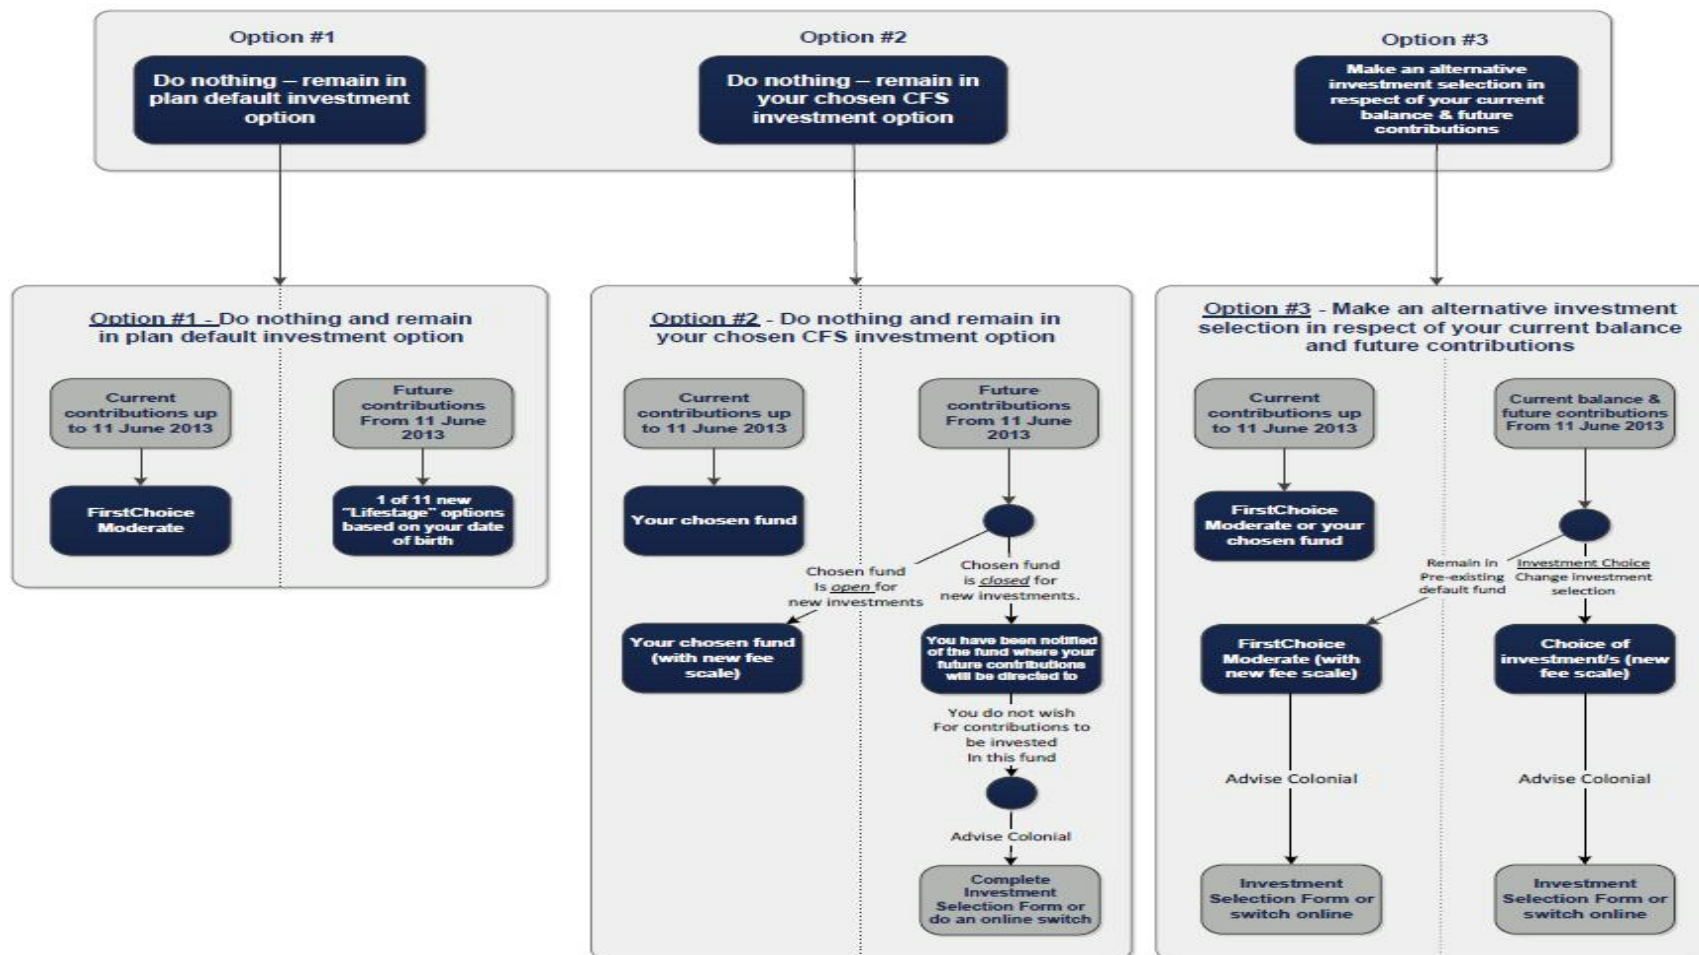 Option #1
Do nothing – remain in
plan default investment
option
Option #2
Do nothing – remain in
your chosen CFS
investment option
Option #3
Make an alternative
investment selection in
respect of your current
balance & future
contributions
Option #1 - Do nothing and remain
in plan default investment option
Current
contributions up
to 11 June 2013
Future
contributions
From 11 June
2013
FirstChoice
Moderate
1 of 11 new
"Lifestage" options
based on your date
of birth
Option #2 - Do nothing and remain in
your chosen CFS investment option
Current
contributions up
to 11 June 2013
Future
contributions
From 11 June
2013
Your chosen fund
Chosen fund
Is open for
new investments
Chosen fund
is closed for
new investments.
Your chosen fund
(with new fee
scale)
You have been notified
of the fund where your
future contributions
will be directed to
You do not wish
For contributions to
be invested
In this fund
Advise Colonial
Complete
Investment
Selection Form or
do an online switch
Option #3 - Make an alternative investment
selection in respect of your current balance
and future contributions
Current
contributions up
to 11 June 2013
Current balance &
future contributions
From 11 June 2013
FirstChoice
Moderate or your
chosen fund
Remain in
Pre-existing
default fund
Investment Choice
Change investment
selection
FirstChoice
Moderate (with
new fee scale)
Choice of
investment/s (new
fee scale)
Advise Colonial
Advise Colonial
Investment
Selection Form or
switch online
Investment
Selection Form or
switch online